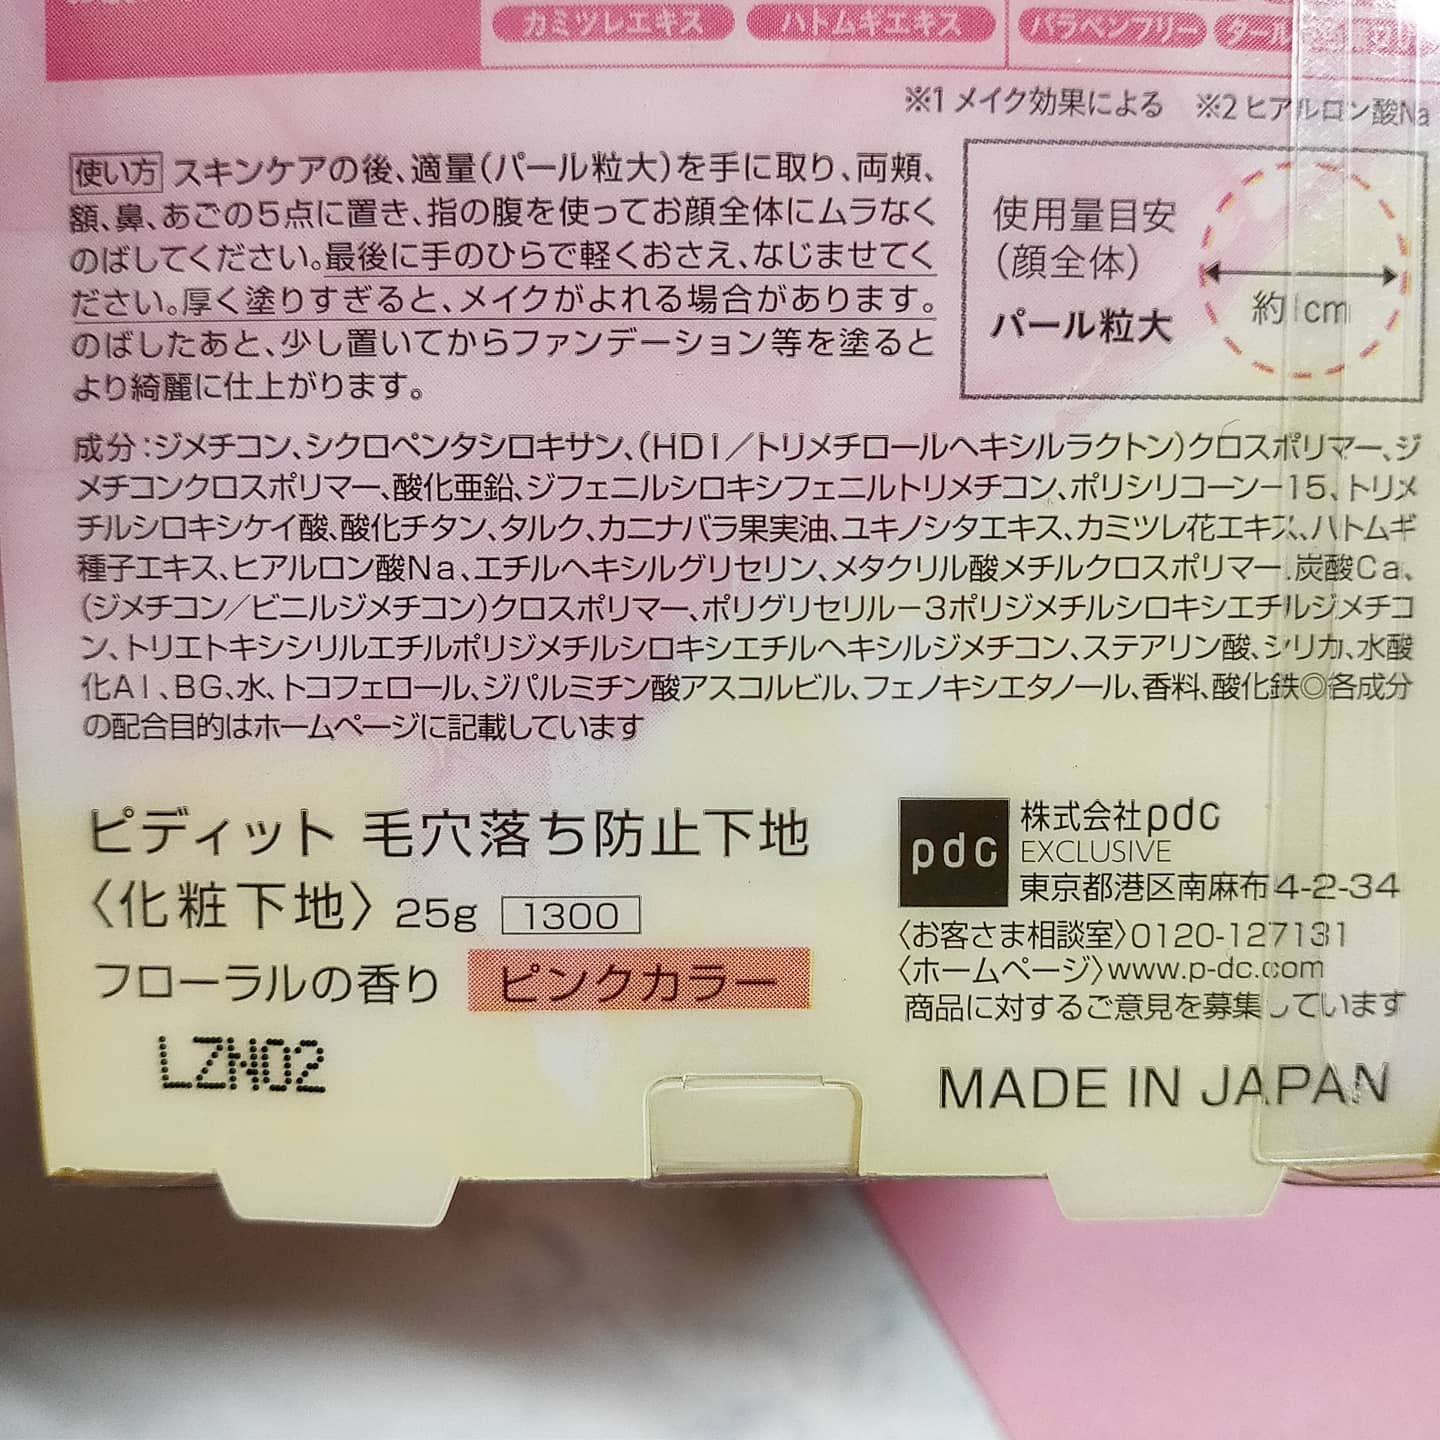 カミツレエキス ハトムギエキス パラベンフリー
※1 メイク効果による ※2 ヒアルロン酸Na
使い方 スキンケアの後、適量(パール粒大)を手に取り、両頬、
額、鼻、あごの5点に置き、指の腹を使ってお顔全体にムラなく
のばしてください。最後に手のひらで軽くおさえ、なじませてく
ださい。厚く塗りすぎると、メイクがよれる場合があります。
のばしたあと、少し置いてからファンデーション等を塗ると
より綺麗に仕上がります。
使用量目安
(顔全体)
パール粒大
約1cm
成分:ジメチコン、シクロペンタシロキサン、(HDI/トリメチロールヘキシルラクトン)クロスポリマー、ジ
メチコンクロスポリマー、酸化亜鉛、ジフェニルシロキシフェニルトリメチコン、ポリシリコーン-15、トリメ
チルシロキシケイ酸、酸化チタン、タルク、カニナバラ果実油、ユキノシタエキス、カミツレ花エキス、ハトムギ
種子エキス、ヒアルロン酸Na、エチルヘキシルグリセリン、メタクリル酸メチルクロスポリマー、炭酸Ca、
(ジメチコン/ビニルジメチコン)クロスポリマー、ポリグリセリル-3ポリジメチルシロキシエチルジメチコ
ン、トリエトキシシリルエチルポリジメチルシロキシエチルヘキシルジメチコン、ステアリン酸、シリカ、水酸
化Al、BG、水、トコフェロール、ジパルミチン酸アスコルビル、フェノキシエタノール、香料、酸化鉄◎各成分
の配合目的はホームページに記載しています
ピディット 毛穴落ち防止下地
〈化粧下地〉 25g 1300
フローラルの香り ピンクカラー
LZN02
pdc
株式会社pdc
EXCLUSIVE
東京都港区南麻布4-2-34
〈お客さま相談室〉0120-127131
〈ホームページ〉www.p-dc.com
商品に対するご意見を募集しています
MADE IN JAPAN